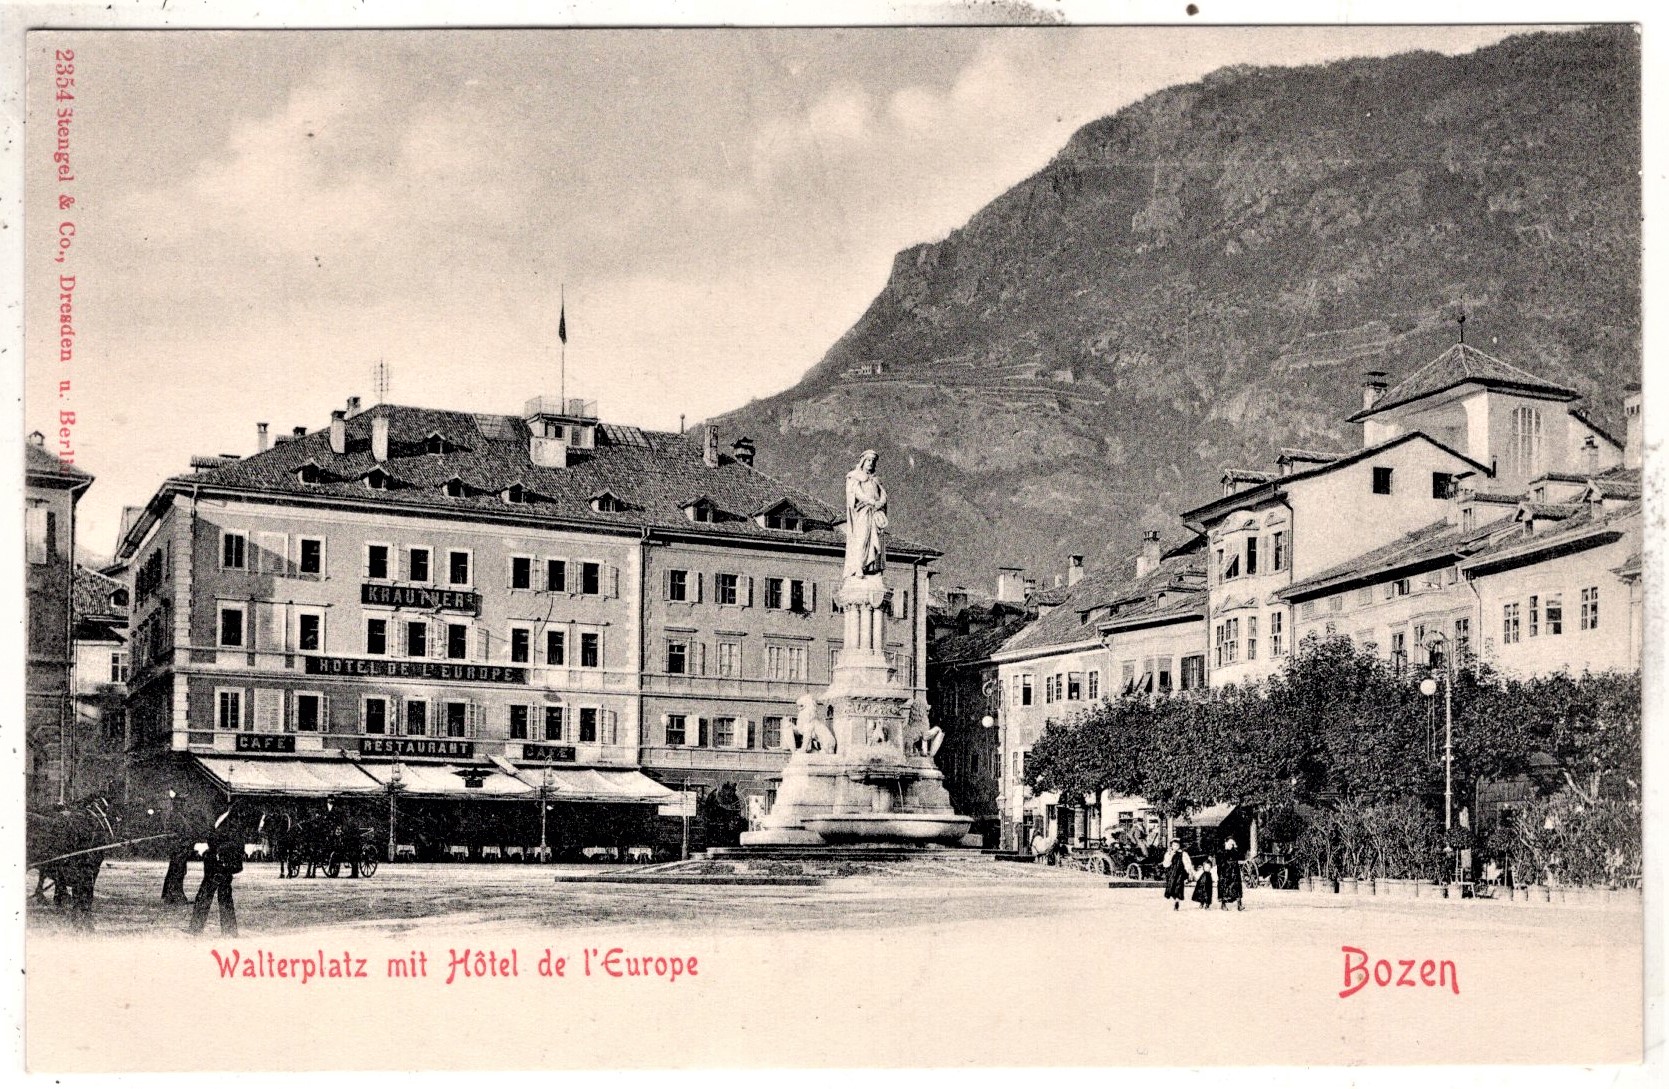 2354 Stengel & Co., Dresden u. Berlin
KRAUTNER'S
HOTEL DE L'EUROPE
CAFE
RESTAURANT
CAFE
Walterplatz mit Hôtel de l'Europe
Bozen